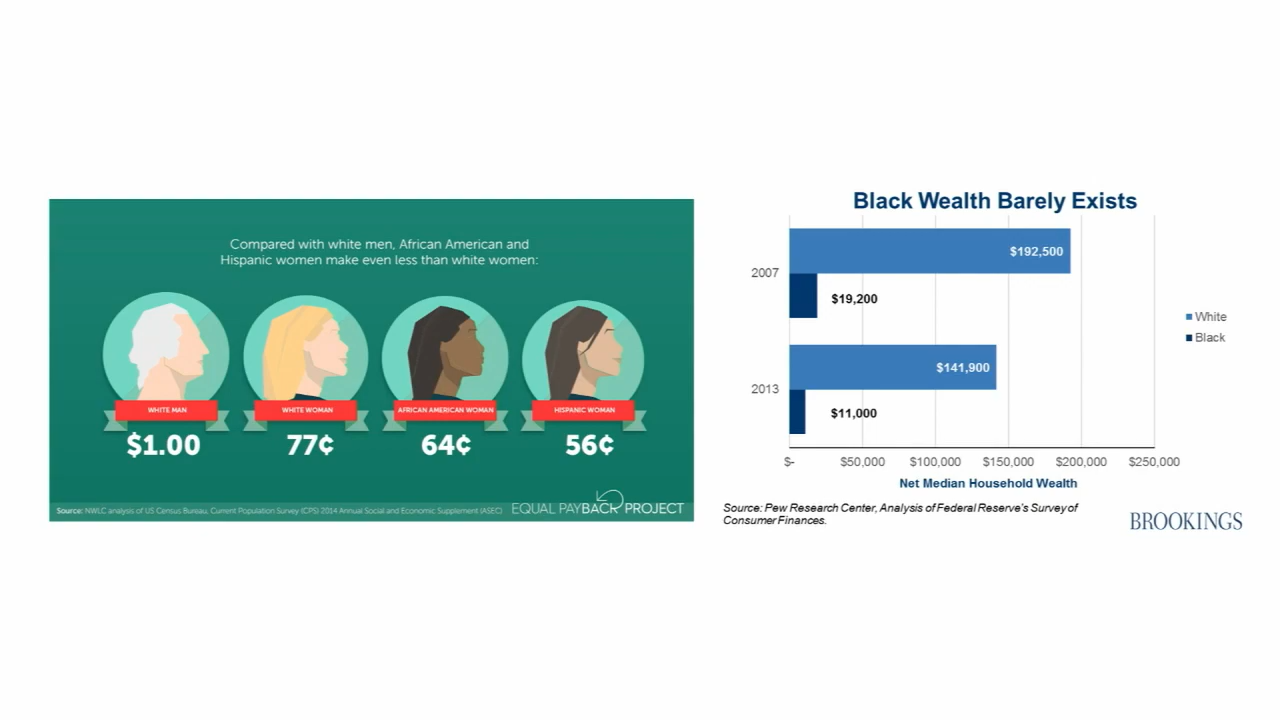 Compared with white men, African American and
Hispanic women make even less than white women:
WHITE MAN
WHITE WOMAN
AFRICAN AMERICAN WOMAN
HISPANIC WOMAN
$1.00
77¢
64¢
56¢
Source: NWLC analysis of US Census Bureau, Current Population Survey (CPS) 2014 Annual Social and Economic Supplement (ASEC)
EQUAL PAYBACK PROJECT
Black Wealth Barely Exists
2007
$192,500
$19,200
2013
$141,900
$11,000
White
Black
$-
$50,000
$100,000
$150,000
$200,000
$250,000
Net Median Household Wealth
Source: Pew Research Center, Analysis of Federal Reserve's Survey of
Consumer Finances.
BROOKINGS